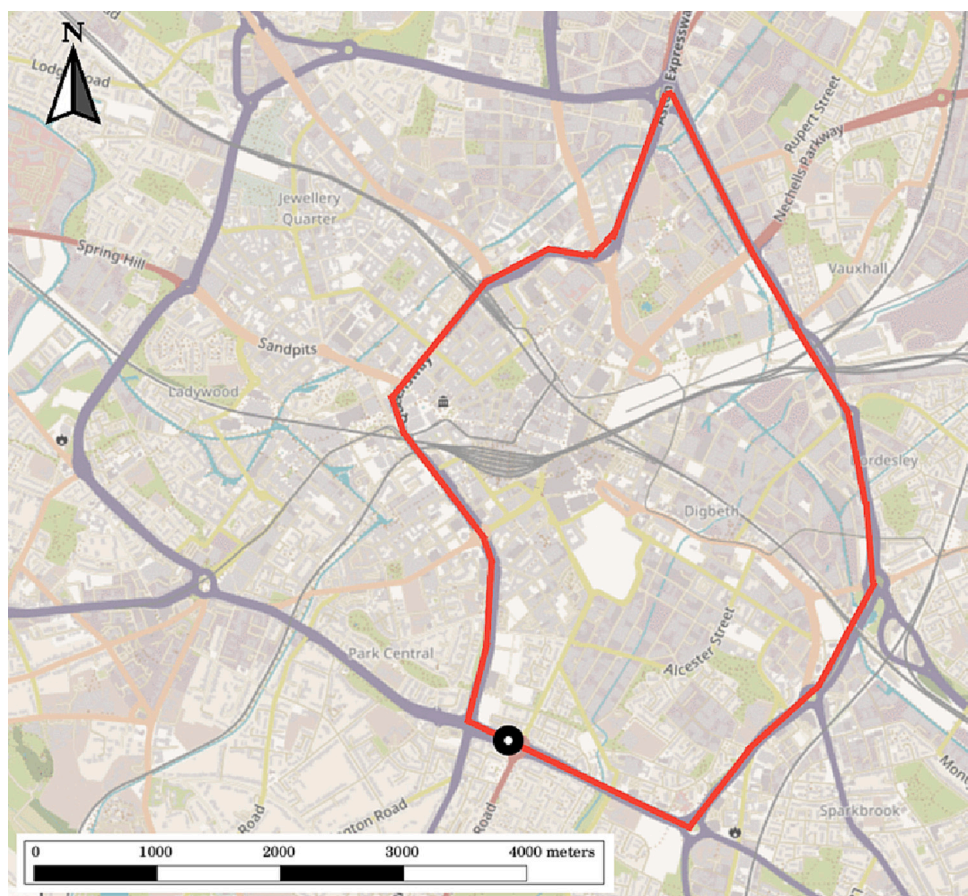 N
Lodge Road
Aston Expressway
Rupert Street
Nechells Parkway
Jewellery
Quarter
Spring Hill
Vauxhall
Sandpits
Ladywood
Queensway
Bordesley
Digbeth
Alcester Street
Park Central
Sparkbrook
Road
Road
0 1000 2000 3000 4000 meters